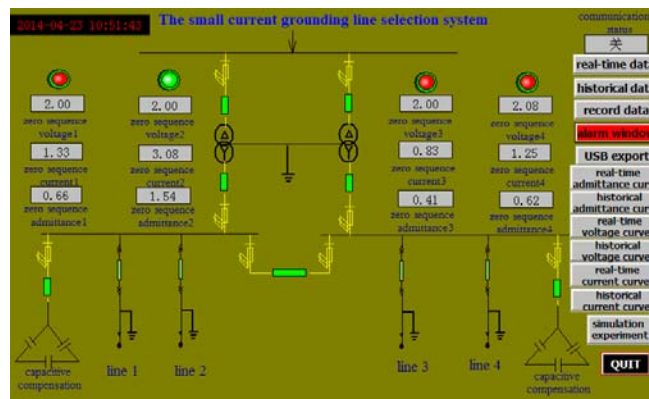 2014-04-23 10:51:43
The small current grounding line selection system
communication
status
关
real-time data
historical dat
record data
alarm window
USB export
real-time
admittance cur
historical
admittance cur
real-time
voltage curve
historical
voltage curve
real-time
current curve
historical
current curve
simulation
experiment
QUIT
2.00
zero sequence
voltage1
1.33
zero sequence
current1
0.66
zero sequence
admittance1
2.00
zero sequence
voltage2
3.08
zero sequence
current2
1.54
zero sequence
admittance2
2.00
zero sequence
voltage3
0.83
zero sequence
current3
0.41
zero sequence
admittance3
2.08
zero sequence
voltage4
1.25
zero sequence
current4
0.62
zero sequence
admittance4
capacitive
compensation
line 1
line 2
line 3
line 4
capacitive
compensation